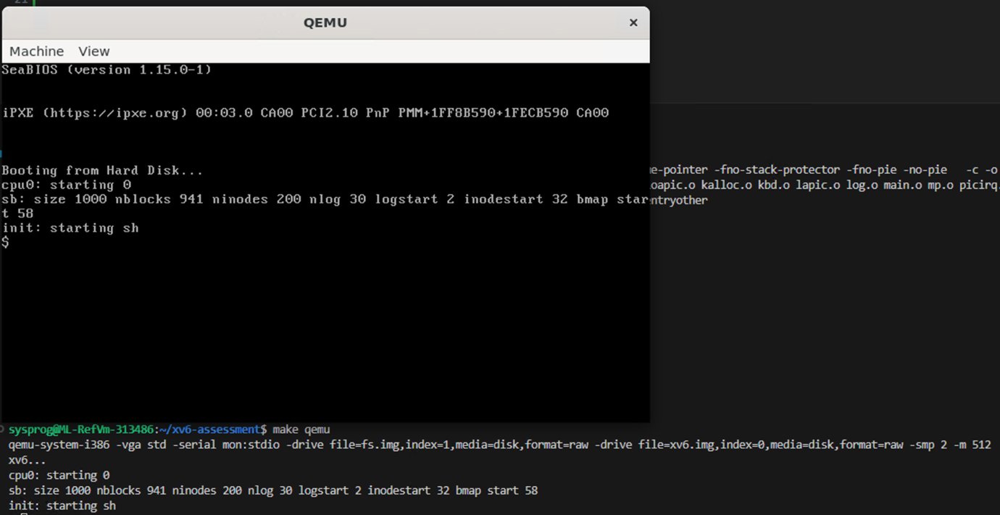 21
QEMU
Machine View
SeaBIOS (version 1.15.0-1)
iPXE (https://ipxe.org) 00:03.0 CA00 PCI2.10 PnP PMM+1FF8B590+1FECB590 CA00
Booting from Hard Disk...
cpu0: starting 0
sb: size 1000 nblocks 941 ninodes 200 nlog 30 logstart 2 inodestart 32 bmap star
t 58
init: starting sh
$
e-pointer -fno-stack-protector -fno-pie -no-pie -c -o
oapic.o kalloc.o kbd.o lapic.o log.o main.o mp.o picirq.
ntryother
sysprog@ML-RefVm-313486:~/xv6-assessment$ make qemu
qemu-system-i386 -vga std -serial mon:stdio -drive file=fs.img,index=1,media=disk,format=raw -drive file=xv6.img,index=0,media=disk,format=raw -smp 2 -m 512
xv6...
cpu0: starting 0
sb: size 1000 nblocks 941 ninodes 200 nlog 30 logstart 2 inodestart 32 bmap start 58
init: starting sh